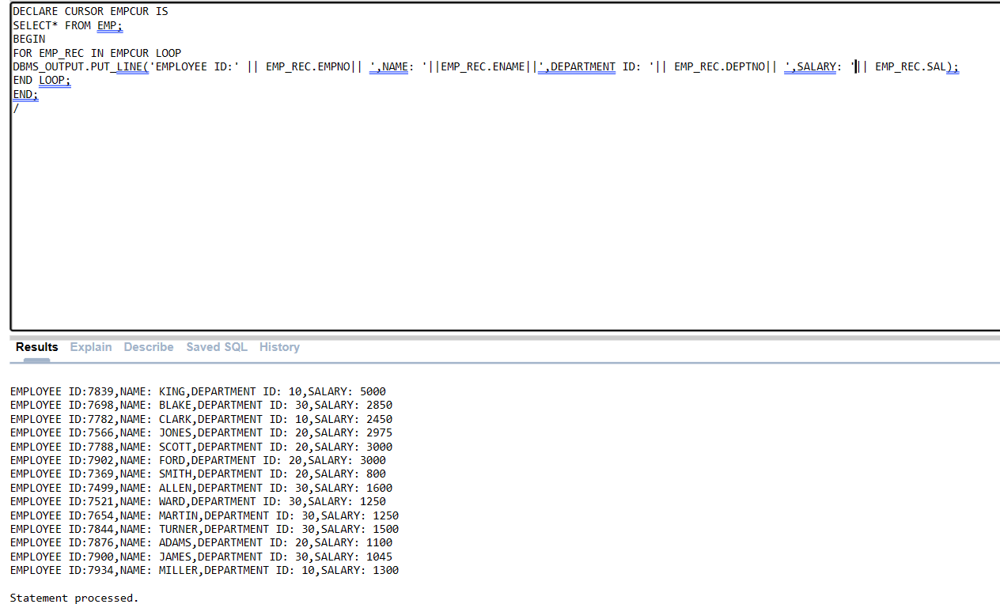 DECLARE CURSOR EMPCUR IS
SELECT* FROM EMP;
BEGIN
FOR EMP_REC IN EMPCUR LOOP
DBMS_OUTPUT.PUT_LINE('EMPLOYEE ID:' || EMP_REC.EMPNO|| ',NAME: '||EMP_REC.ENAME||',DEPARTMENT ID: '|| EMP_REC.DEPTNO|| ',SALARY: '|| EMP_REC.SAL);
END LOOP;
END;
/
Results Explain Describe Saved SQL History
EMPLOYEE ID:7839,NAME: KING,DEPARTMENT ID: 10,SALARY: 5000
EMPLOYEE ID:7698,NAME: BLAKE,DEPARTMENT ID: 30,SALARY: 2850
EMPLOYEE ID:7782,NAME: CLARK,DEPARTMENT ID: 10,SALARY: 2450
EMPLOYEE ID:7566,NAME: JONES,DEPARTMENT ID: 20,SALARY: 2975
EMPLOYEE ID:7788,NAME: SCOTT,DEPARTMENT ID: 20,SALARY: 3000
EMPLOYEE ID:7902,NAME: FORD,DEPARTMENT ID: 20,SALARY: 3000
EMPLOYEE ID:7369,NAME: SMITH,DEPARTMENT ID: 20,SALARY: 800
EMPLOYEE ID:7499,NAME: ALLEN,DEPARTMENT ID: 30,SALARY: 1600
EMPLOYEE ID:7521,NAME: WARD,DEPARTMENT ID: 30,SALARY: 1250
EMPLOYEE ID:7654,NAME: MARTIN,DEPARTMENT ID: 30,SALARY: 1250
EMPLOYEE ID:7844,NAME: TURNER,DEPARTMENT ID: 30,SALARY: 1500
EMPLOYEE ID:7876,NAME: ADAMS,DEPARTMENT ID: 20,SALARY: 1100
EMPLOYEE ID:7900,NAME: JAMES,DEPARTMENT ID: 30,SALARY: 1045
EMPLOYEE ID:7934,NAME: MILLER,DEPARTMENT ID: 10,SALARY: 1300
Statement processed.